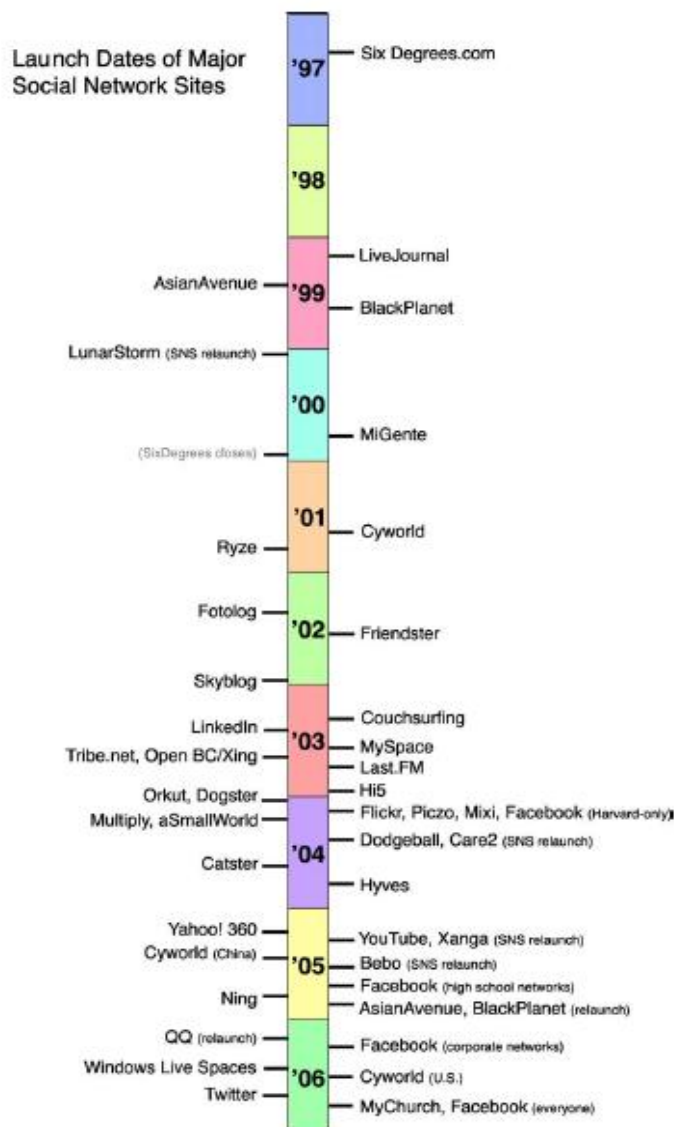 Launch Dates of Major
Social Network Sites
'97
Six Degrees.com
'98
LiveJournal
AsianAvenue
'99
BlackPlanet
LunarStorm (SNS relaunch)
'00
MiGente
(SixDegrees closes)
'01
Cyworld
Ryze
Fotolog
'02
Friendster
Skyblog
Couchsurfing
LinkedIn
'03
MySpace
Tribe.net, Open BC/Xing
Last.FM
Hi5
Orkut, Dogster
Flickr, Piczo, Mixi, Facebook (Harvard-only)
Multiply, aSmallWorld
Dodgeball, Care2 (SNS relaunch)
'04
Catster
Hyves
Yahoo! 360
YouTube, Xanga (SNS relaunch)
Cyworld (China)
'05
Bebo (SNS relaunch)
Facebook (high school networks)
Ning
AsianAvenue, BlackPlanet (relaunch)
QQ (relaunch)
Facebook (corporate networks)
Windows Live Spaces
'06
Cyworld (U.S.)
Twitter
MyChurch, Facebook (everyone)